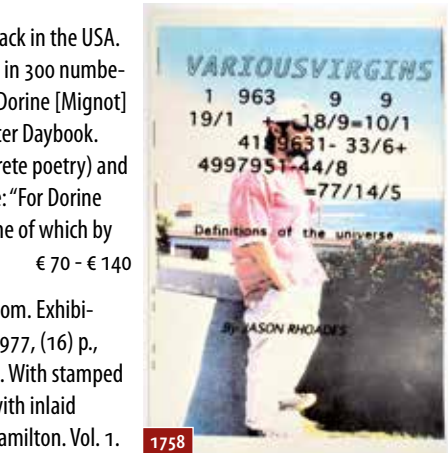 ack in the USA.
in 300 numbe-
Dorine [Mignot]
ter Daybook.
rete poetry) and
e: “For Dorine
ne of which by
€ 70 - € 140
om. Exhibi-
977, (16) p.,
. With stamped
with inlaid
amilton. Vol. 1.
VARIOUSVIRGINS
1 963 9 9
19/1 + 18/9=10/1
4189631- 33/6+
4997951-44/8
=77/14/5
Definitions of the universe
By JASON RHOADES
1758